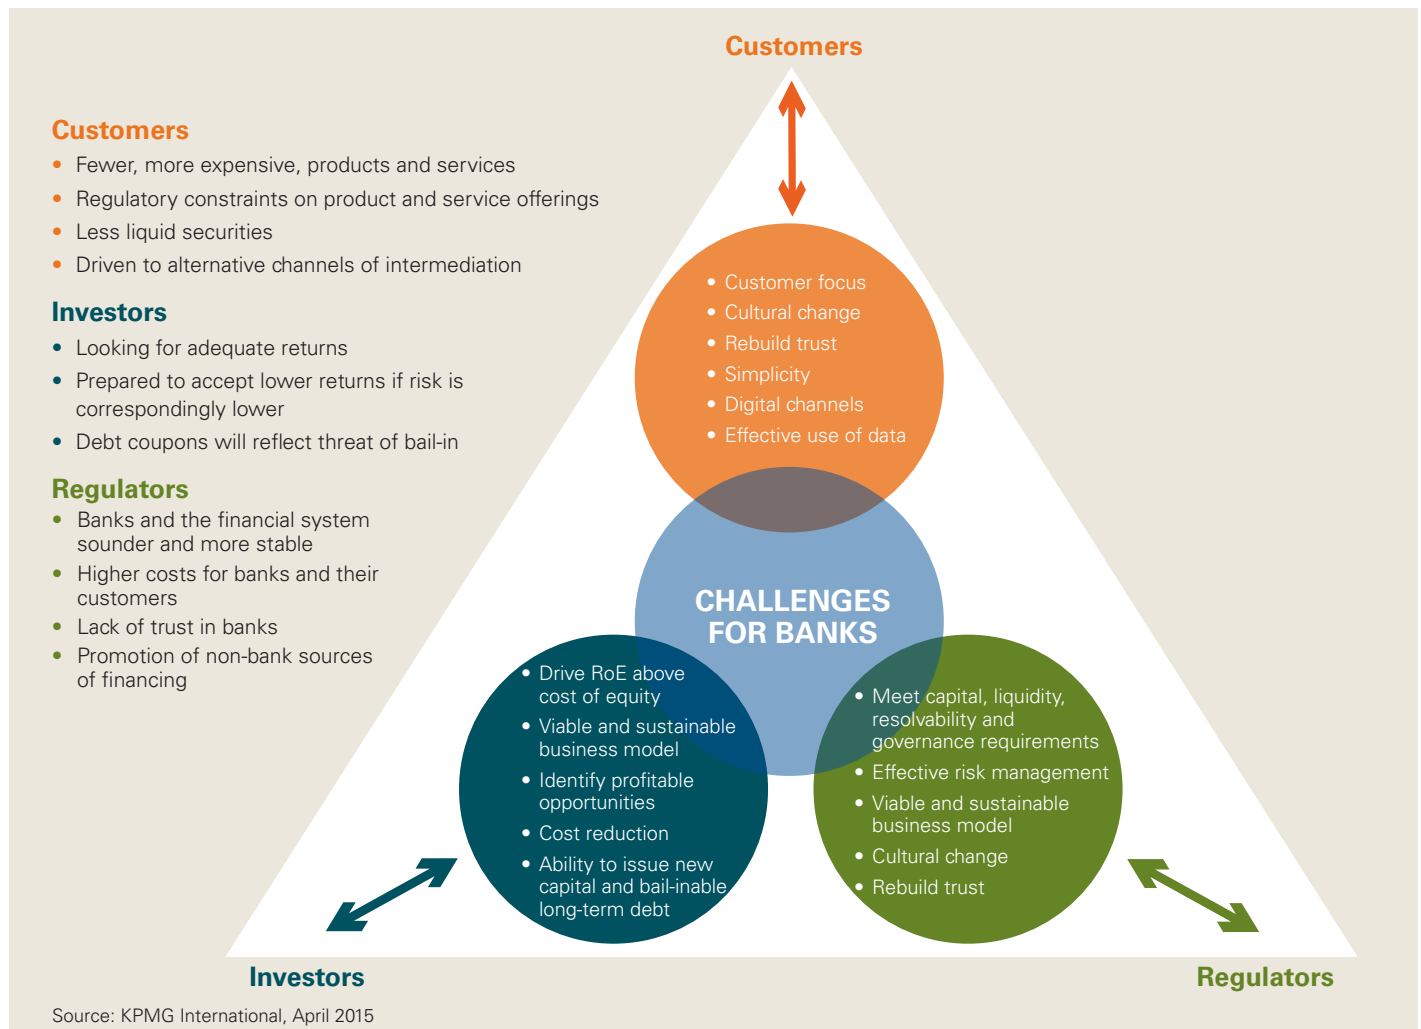 Customers
Customers
• Fewer, more expensive, products and services
• Regulatory constraints on product and service offerings
• Less liquid securities
• Driven to alternative channels of intermediation
Investors
• Looking for adequate returns
• Prepared to accept lower returns if risk is
correspondingly lower
• Debt coupons will reflect threat of bail-in
Regulators
• Banks and the financial system
sounder and more stable
• Higher costs for banks and their
customers
• Lack of trust in banks
• Promotion of non-bank sources
of financing
• Customer focus
• Cultural change
• Rebuild trust
• Simplicity
• Digital channels
• Effective use of data
CHALLENGES
FOR BANKS
• Drive RoE above
cost of equity
• Viable and sustainable
business model
• Identify profitable
opportunities
• Cost reduction
• Ability to issue new
capital and bail-inable
long-term debt
• Meet capital, liquidity,
resolvability and
governance requirements
• Effective risk management
• Viable and sustainable
business model
• Cultural change
• Rebuild trust
Investors
Regulators
Source: KPMG International, April 2015